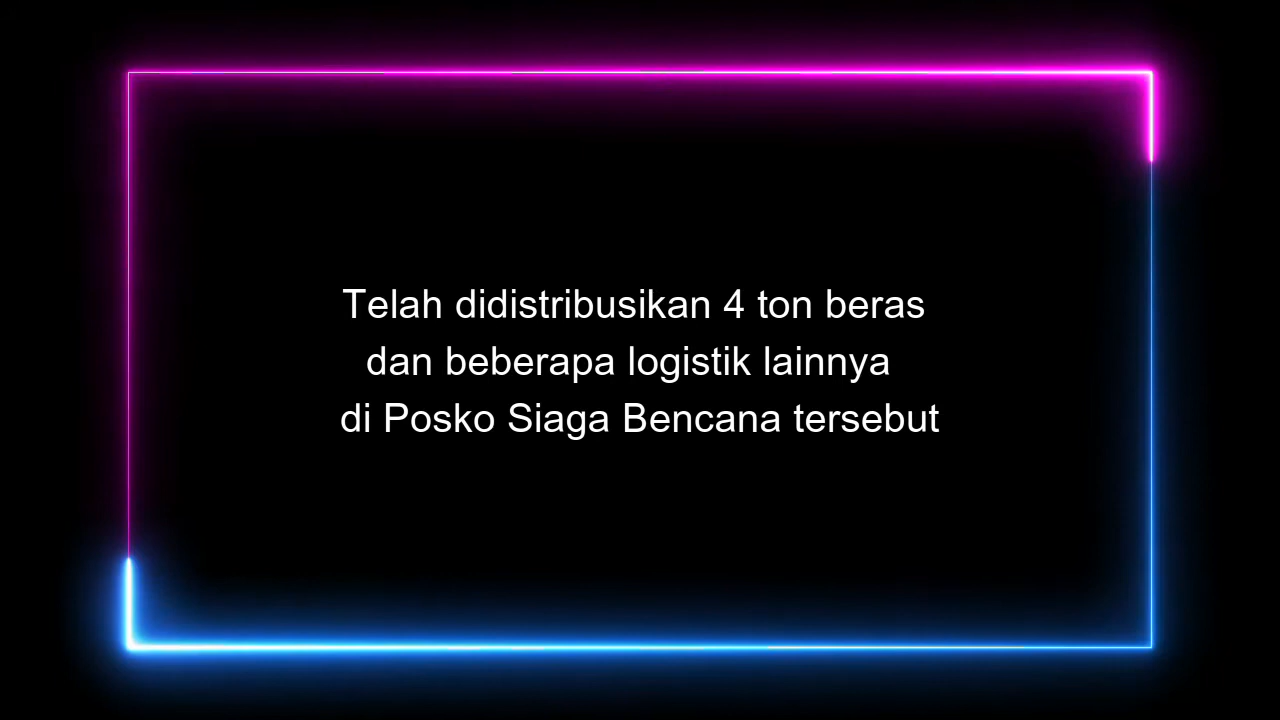 Telah didistribusikan 4 ton beras
dan beberapa logistik lainnya
di Posko Siaga Bencana tersebut